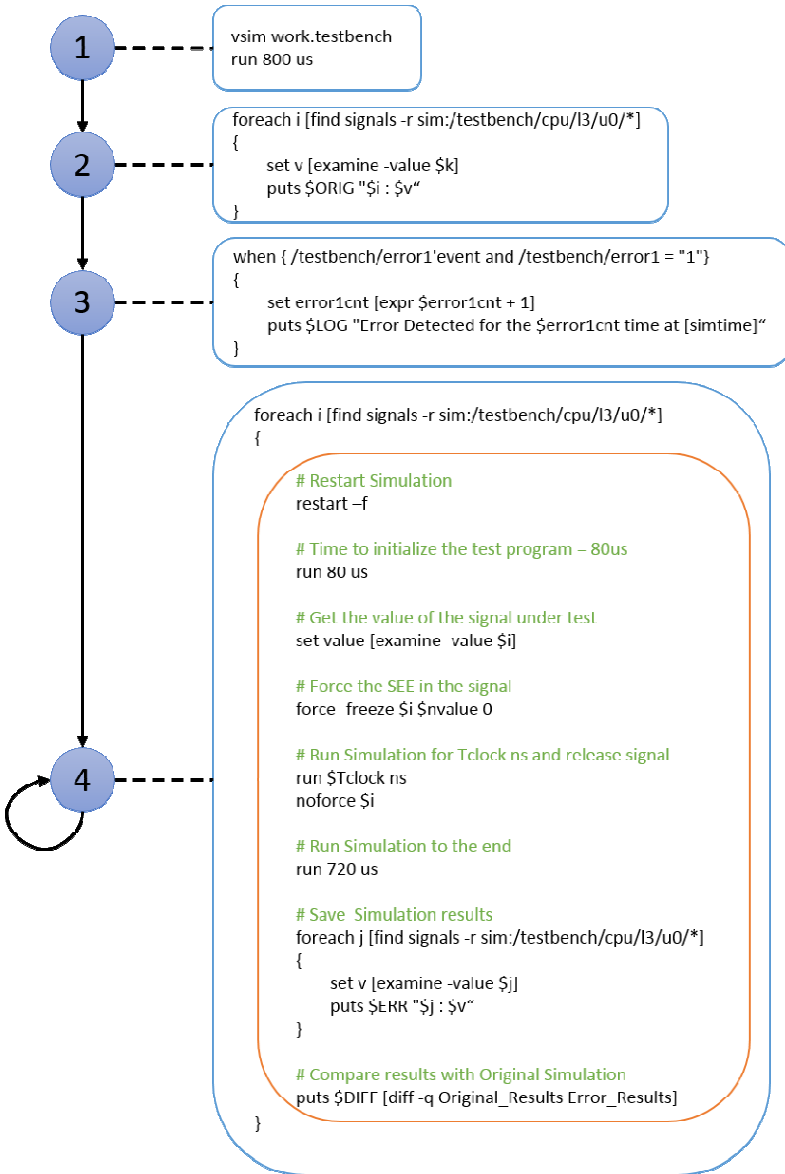 1
vsim work.testbench
run 800 us
2
foreach i [find signals -r sim:/testbench/cpu/l3/u0/*]
{
set v [examine -value $k]
puts $ORIG "$i : $v“
}
3
when { /testbench/error1'event and /testbench/error1 = "1"}
{
set error1cnt [expr $error1cnt + 1]
puts $LOG "Error Detected for the $error1cnt time at [simtime]“
}
4
foreach i [find signals -r sim:/testbench/cpu/l3/u0/*]
{
# Restart Simulation
restart –f
# Time to initialize the test program – 80us
run 80 us
# Get the value of the signal under test
set value [examine value $i]
# Force the SEE in the signal
force freeze $i $nvalue 0
# Run Simulation for Tclock ns and release signal
run $Tclock ns
noforce $i
# Run Simulation to the end
run 720 us
# Save Simulation results
foreach j [find signals -r sim:/testbench/cpu/l3/u0/*]
{
set v [examine -value $j]
puts $ERR "$j : $v“
}
# Compare results with Original Simulation
puts $DIFF [diff -q Original_Results Error_Results]
}